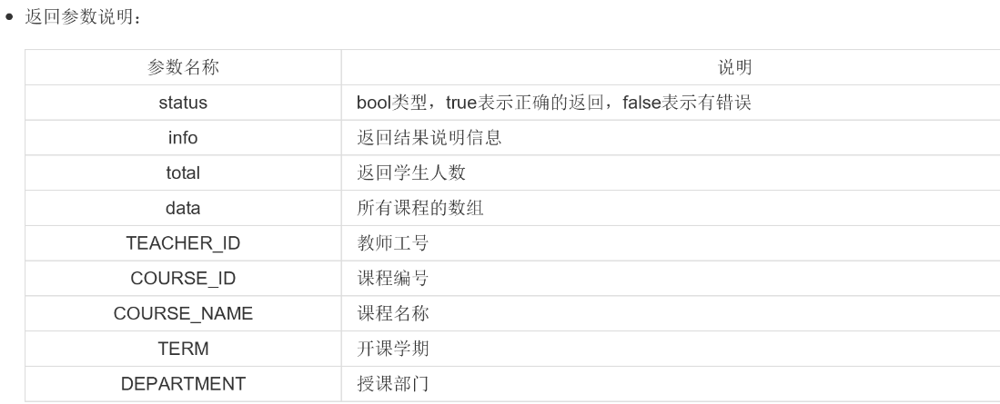 返回参数说明：
参数名称 说明
status bool类型，true表示正确的返回，false表示有错误
info 返回结果说明信息
total 返回学生人数
data 所有课程的数组
TEACHER_ID 教师工号
COURSE_ID 课程编号
COURSE_NAME 课程名称
TERM 开课学期
DEPARTMENT 授课部门